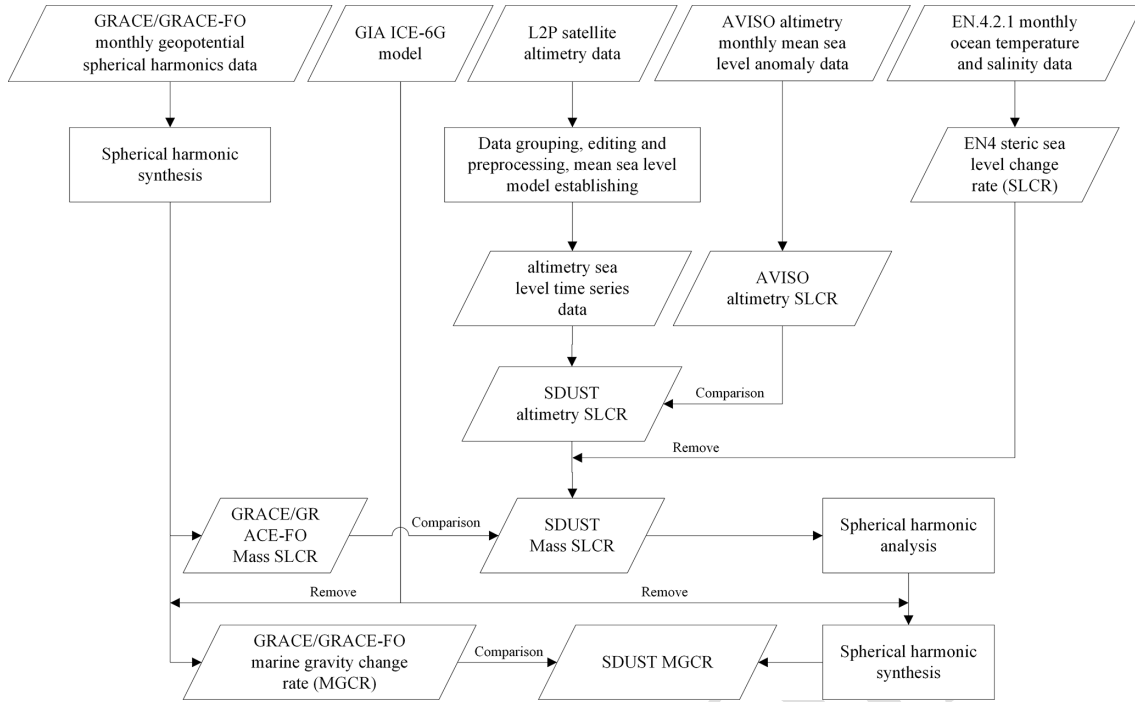 GRACE/GRACE-FO
monthly geopotential
spherical harmonics data
GIA ICE-6G
model
L2P satellite
altimetry data
AVISO altimetry
monthly mean sea
level anomaly data
EN.4.2.1 monthly
ocean temperature
and salinity data
Spherical harmonic
synthesis
Data grouping, editing and
preprocessing, mean sea level
model establishing
EN4 steric sea
level change
rate (SLCR)
altimetry sea
level time series
data
AVISO
altimetry SLCR
SDUST
altimetry SLCR
Comparison
Remove
GRACE/GR
ACE-FO
Mass SLCR
Comparison
SDUST
Mass SLCR
Spherical harmonic
analysis
Remove
Remove
GRACE/GRACE-FO
marine gravity change
rate (MGCR)
Comparison
SDUST MGCR
Spherical harmonic
synthesis